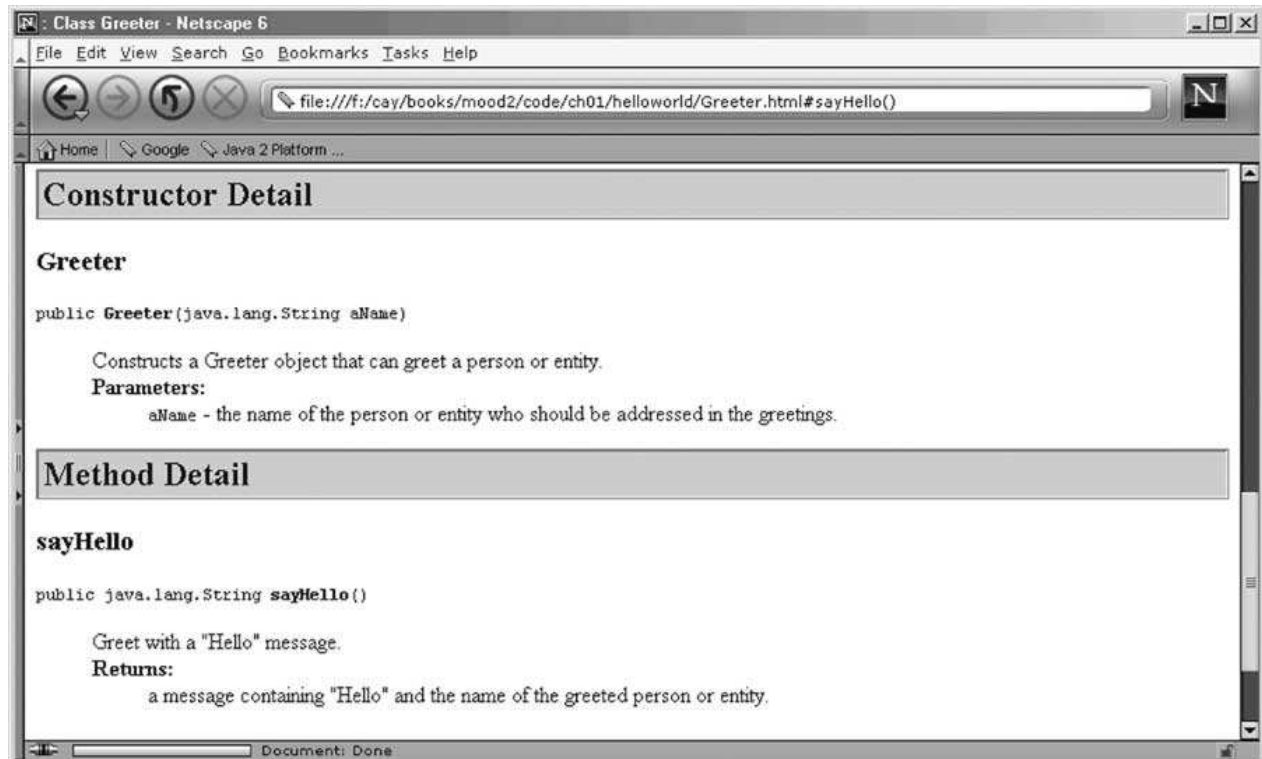 N : Class Greeter - Netscape 6
File Edit View Search Go Bookmarks Tasks Help
file:///f:/cay/books/mood2/code/ch01/helloworld/Greeter.html#sayHello()
N
Home Google Java 2 Platform ...
Constructor Detail
Greeter
public Greeter(java.lang.String aName)
Constructs a Greeter object that can greet a person or entity.
Parameters:
aName - the name of the person or entity who should be addressed in the greetings.
Method Detail
sayHello
public java.lang.String sayHello()
Greet with a "Hello" message.
Returns:
a message containing "Hello" and the name of the greeted person or entity.
Document: Done